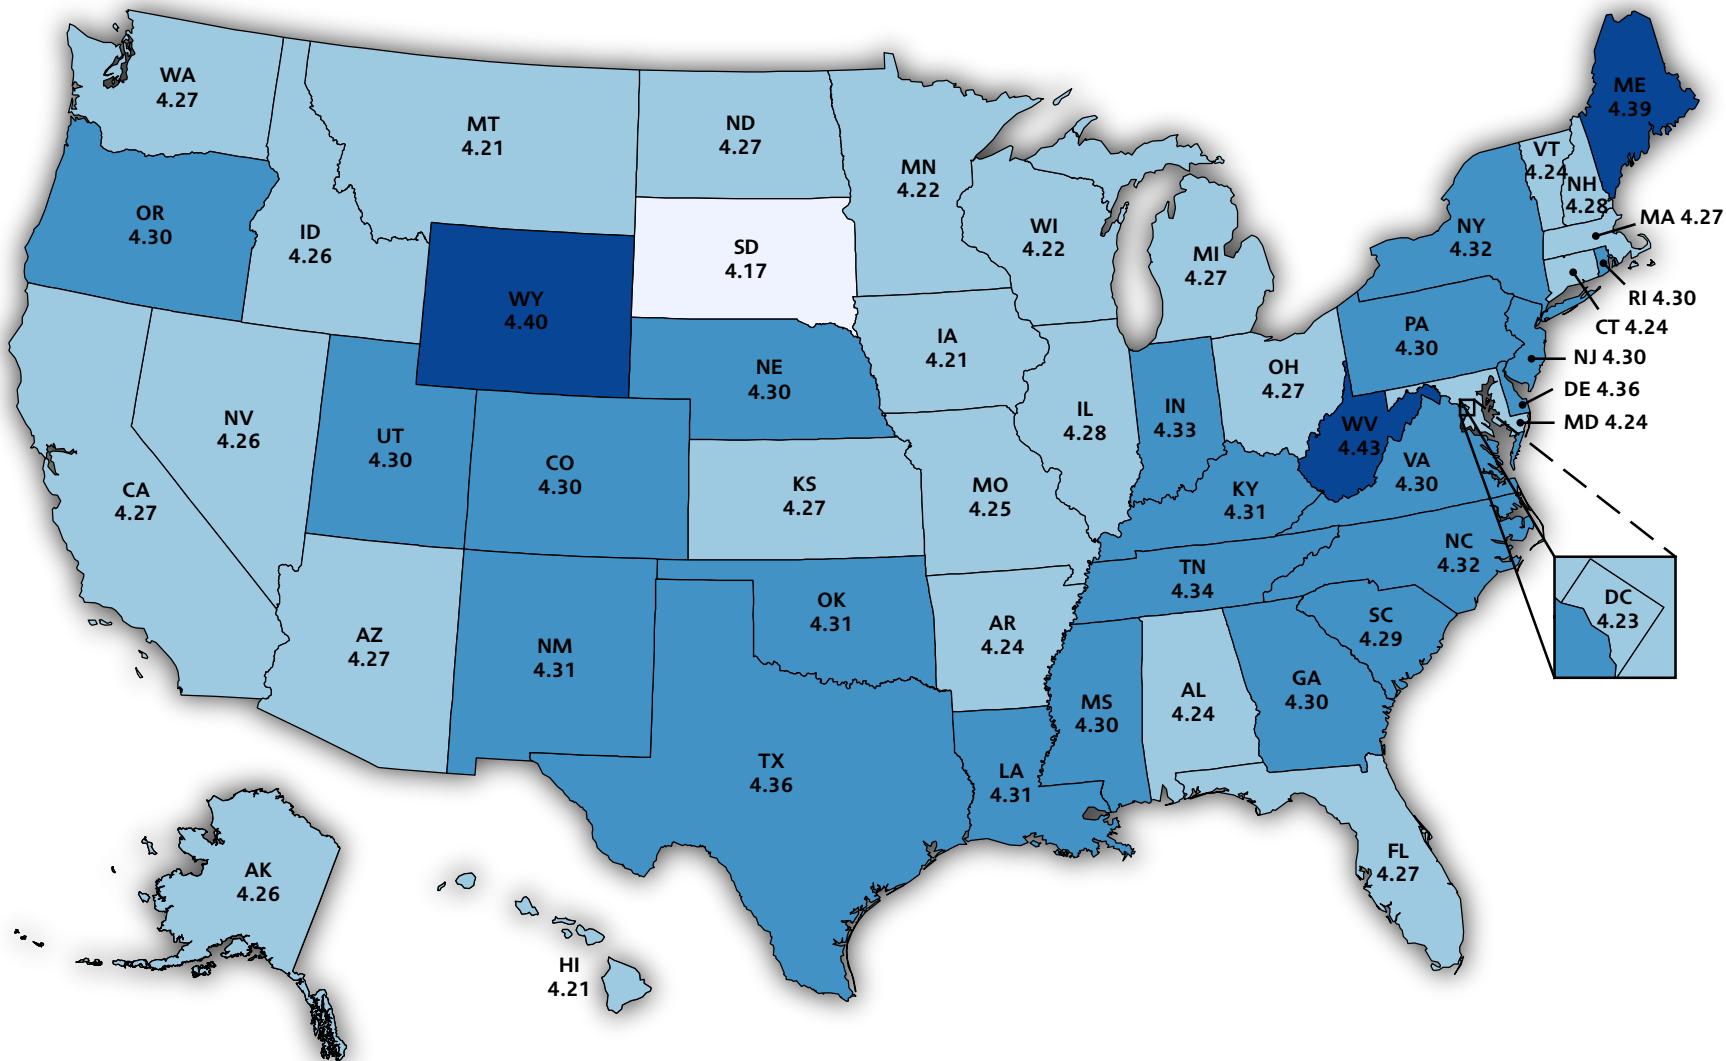 WA
4.27
MT
4.21
ND
4.27
MN
4.22
ME
4.39
VT
4.24
NH
4.28
MA 4.27
OR
4.30
ID
4.26
SD
4.17
WI
4.22
MI
4.27
NY
4.32
RI 4.30
WY
4.40
CT 4.24
IA
4.21
PA
4.30
NJ 4.30
NE
4.30
OH
4.27
DE 4.36
MD 4.24
NV
4.26
UT
4.30
CO
4.30
IL
4.28
IN
4.33
WV
4.43
VA
4.30
CA
4.27
KS
4.27
MO
4.25
KY
4.31
NC
4.32
TN
4.34
OK
4.31
AR
4.24
SC
4.29
DC
4.23
AZ
4.27
NM
4.31
MS
4.30
AL
4.24
GA
4.30
TX
4.36
LA
4.31
FL
4.27
AK
4.26
HI
4.21